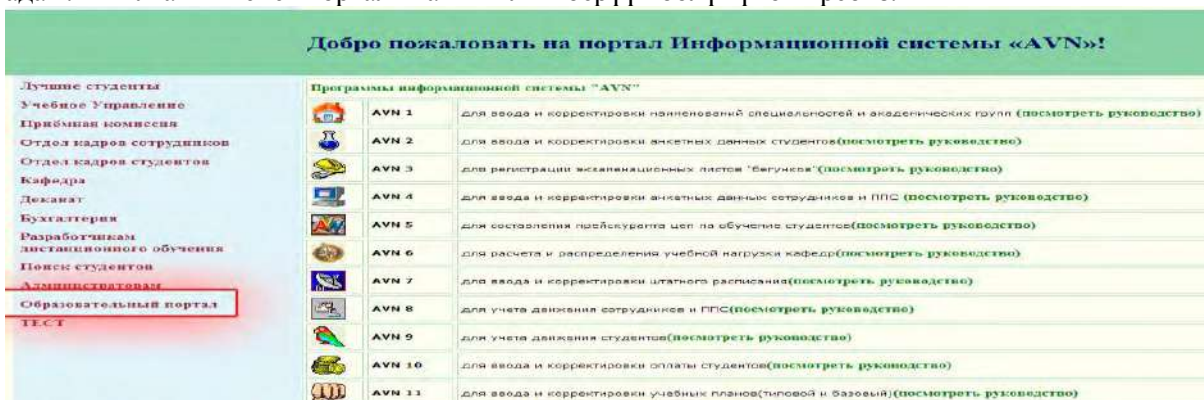 Добро пожаловать на портал Информационной системы «AVN»!
Лучшие студенты
Учебное Управление
Приёмная комиссия
Отдел кадров сотрудников
Отдел кадров студентов
Кафедра
Деканат
Бухгалтерия
Разработчикам
дистанционного обучения
Поиск студентов
Администраторам
Образовательный портал
ТЕСТ
Программы информационной системы "AVN"
AVN 1 для ввода и корректировки наименований специальностей и академических групп (посмотреть руководство)
AVN 2 для ввода и корректировки анкетных данных студентов(посмотреть руководство)
AVN 3 для регистрации экзаменационных листов "бегунков"(посмотреть руководство)
AVN 4 для ввода и корректировки анкетных данных сотрудников и ППС (посмотреть руководство)
AVN 5 для составления прейскуранта цен на обучение студентов(посмотреть руководство)
AVN 6 для расчета и распределения учебной нагрузки кафедр(посмотреть руководство)
AVN 7 для ввода и корректировки штатного расписания(посмотреть руководство)
AVN 8 для учета движения сотрудников и ППС(посмотреть руководство)
AVN 9 для учета движения студентов(посмотреть руководство)
AVN 10 для ввода и корректировки оплаты студентов(посмотреть руководство)
AVN 11 для ввода и корректировки учебных планов(типовой и базовый)(посмотреть руководство)